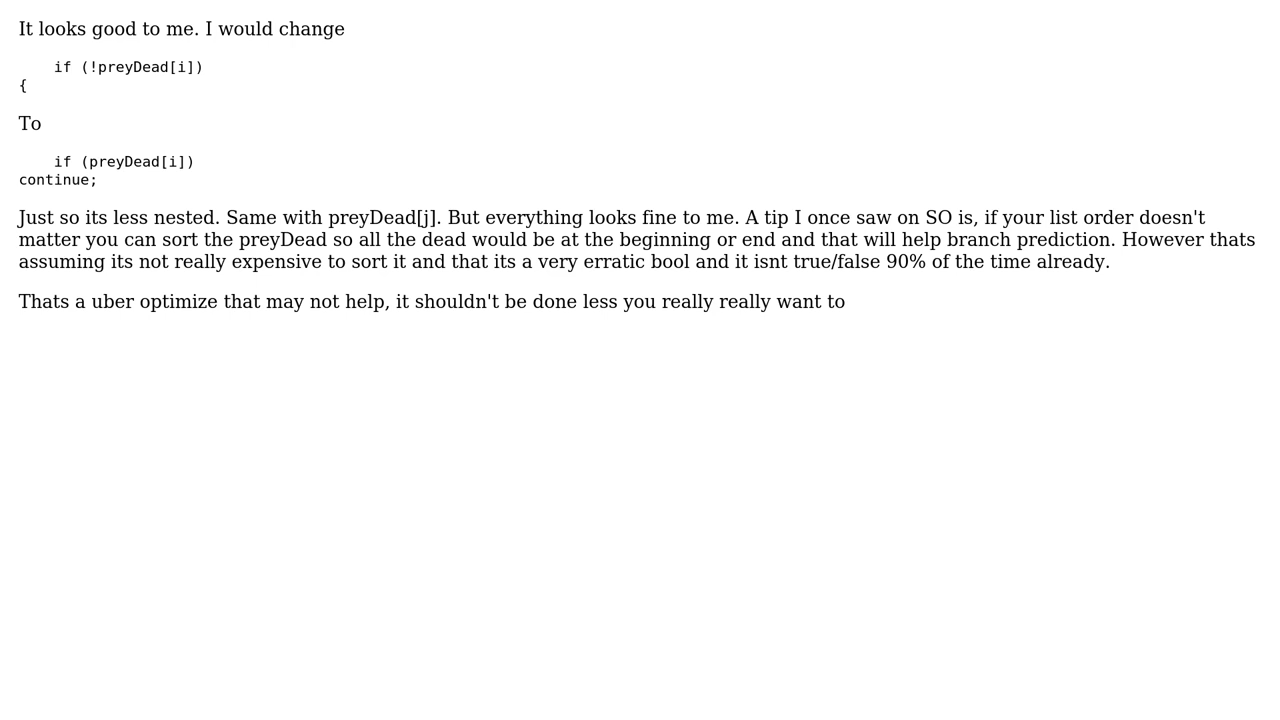 It looks good to me. I would change
if (!preyDead[i])
{
To
if (preyDead[i])
continue;
Just so its less nested. Same with preyDead[j]. But everything looks fine to me. A tip I once saw on SO is, if your list order doesn't
matter you can sort the preyDead so all the dead would be at the beginning or end and that will help branch prediction. However thats
assuming its not really expensive to sort it and that its a very erratic bool and it isnt true/false 90% of the time already.
Thats a uber optimize that may not help, it shouldn't be done less you really really want to